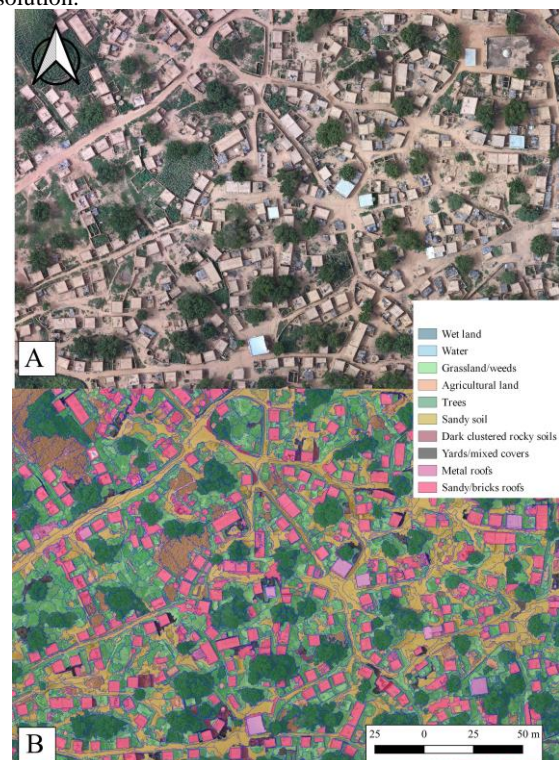 solution.
A
Wet land
Water
Grassland/weeds
Agricultural land
Trees
Sandy soil
Dark clustered rocky soils
Yards/mixed covers
Metal roofs
Sandy/bricks roofs
B
25 0 25 50 m